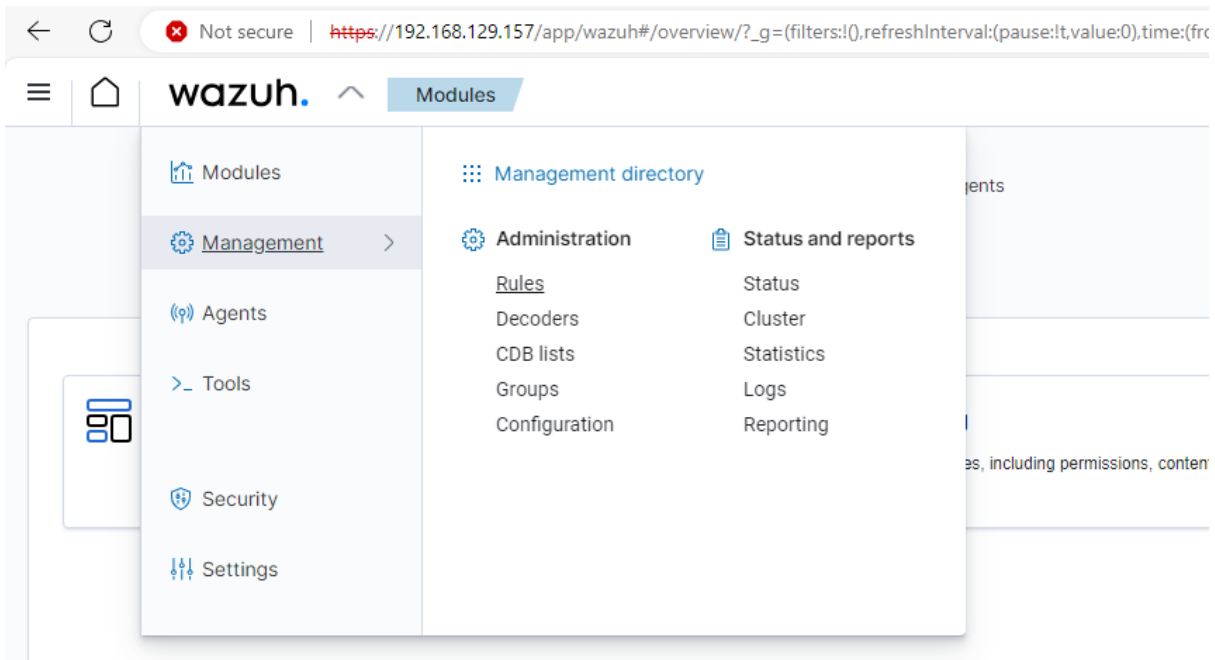 Not secure https://192.168.129.157/app/wazuh#/overview/?_g=(filters:!(),refreshInterval:(pause:!t,value:0),time:(fro
wazuh. Modules
Modules
Management
Agents
Tools
Security
Settings
Management directory
Administration
Rules
Decoders
CDB lists
Groups
Configuration
Status and reports
Status
Cluster
Statistics
Logs
Reporting
gents
es, including permissions, conten